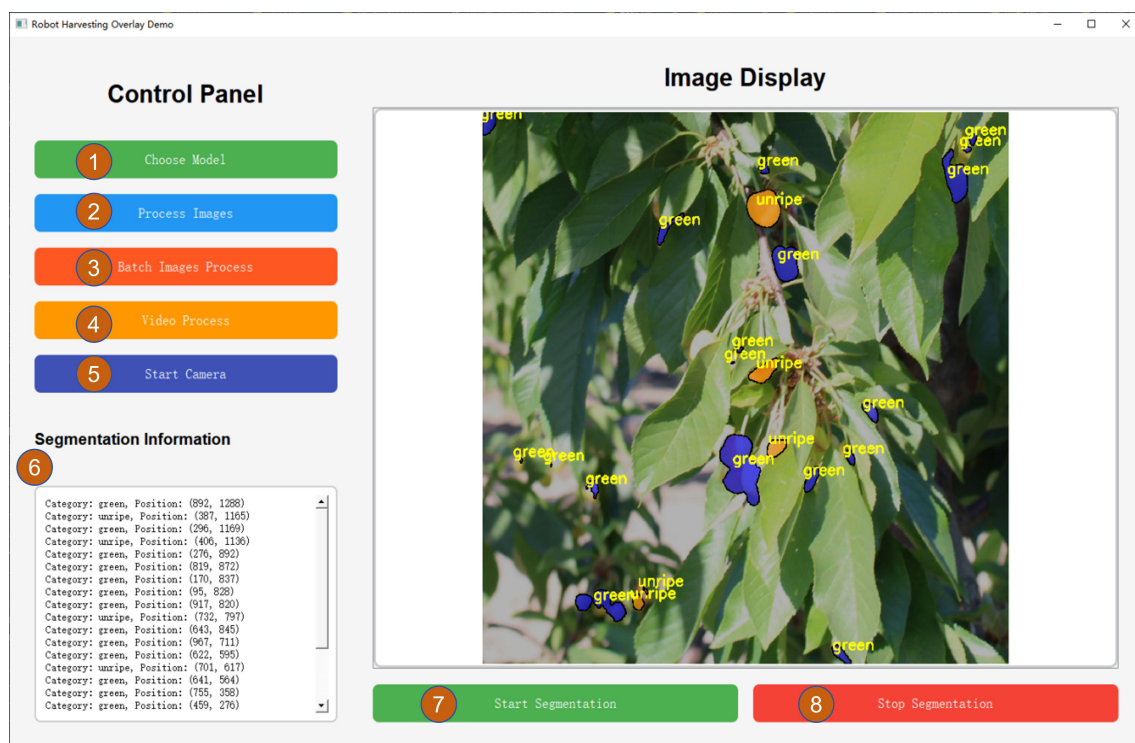 Robot Harvesting Overlay Demo
Control Panel
1 Choose Model
2 Process Images
3 Batch Images Process
4 Video Process
5 Start Camera
Segmentation Information
6
Category: green, Position: (892, 1288)
Category: unripe, Position: (387, 1165)
Category: green, Position: (296, 1169)
Category: unripe, Position: (406, 1136)
Category: green, Position: (276, 892)
Category: green, Position: (819, 872)
Category: green, Position: (170, 837)
Category: green, Position: (95, 828)
Category: green, Position: (917, 820)
Category: unripe, Position: (732, 797)
Category: green, Position: (643, 845)
Category: green, Position: (967, 711)
Category: green, Position: (622, 595)
Category: unripe, Position: (701, 617)
Category: green, Position: (641, 564)
Category: green, Position: (755, 358)
Category: green, Position: (459, 276)
Image Display
green
green
green
green
green
unripe
green
green
green
green
unripe
green
unripe
green
green
green
green
green
green
unripe
green
unripe
green
7 Start Segmentation
8 Stop Segmentation